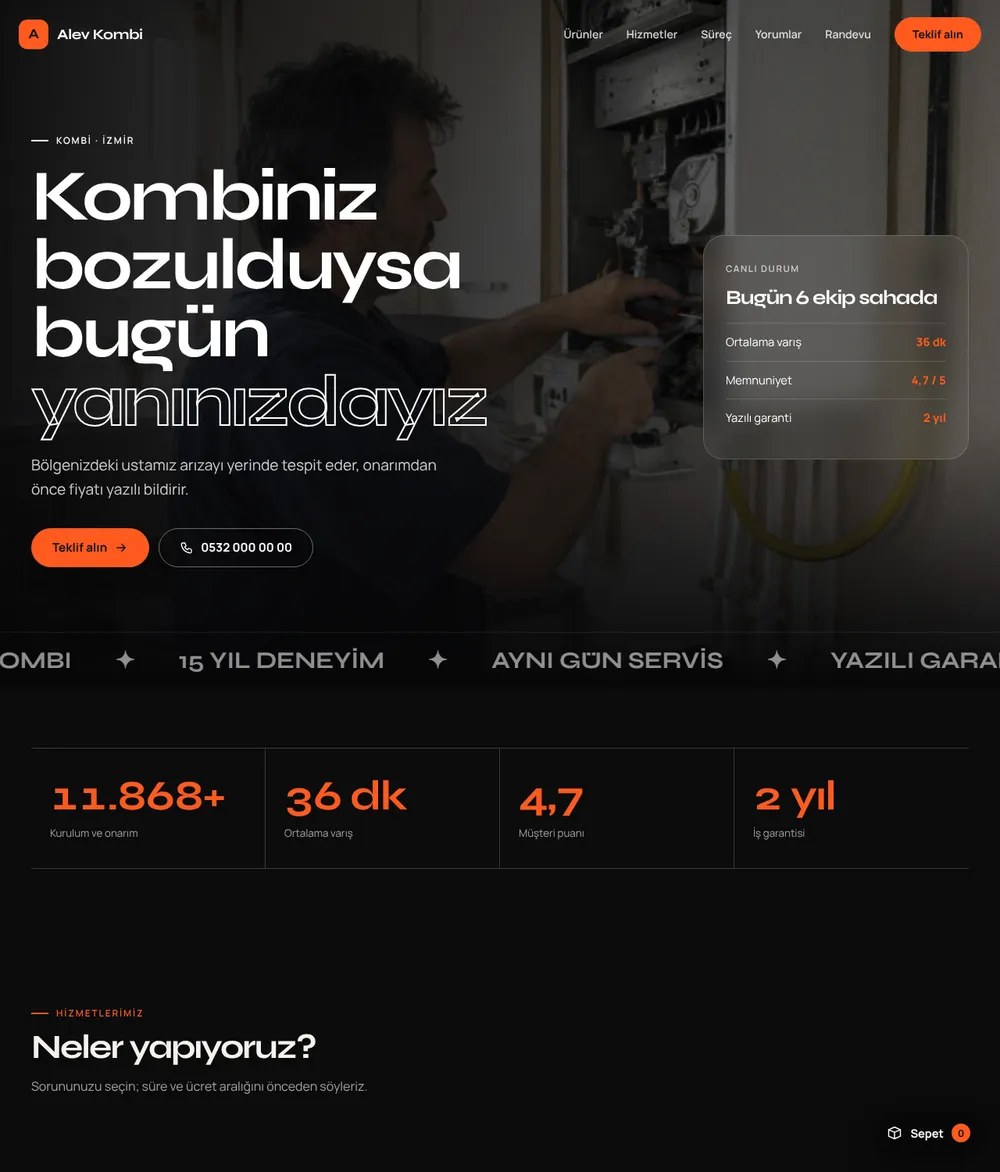 A Alev Kombi
Ürünler Hizmetler Süreç Yorumlar Randevu Teklif alın
KOMBİ · İZMİR
Kombiniz
bozulduysa
bugün
yanınızdayız
Bölgenizdeki ustamız arızayı yerinde tespit eder, onarımdan
önce fiyatı yazılı bildirir.
Teklif alın → 0532 000 00 00
CANLI DURUM
Bugün 6 ekip sahada
Ortalama varış 36 dk
Memnuniyet 4,7 / 5
Yazılı garanti 2 yıl
OMBI ✦ 15 YIL DENEYİM ✦ AYNI GÜN SERVİS ✦ YAZILI GARA
11.868+
Kurulum ve onarım
36 dk
Ortalama varış
4,7
Müşteri puanı
2 yıl
İş garantisi
HİZMETLERİMİZ
Neler yapıyoruz?
Sorununuzu seçin; süre ve ücret aralığını önceden söyleriz.
Sepet 0